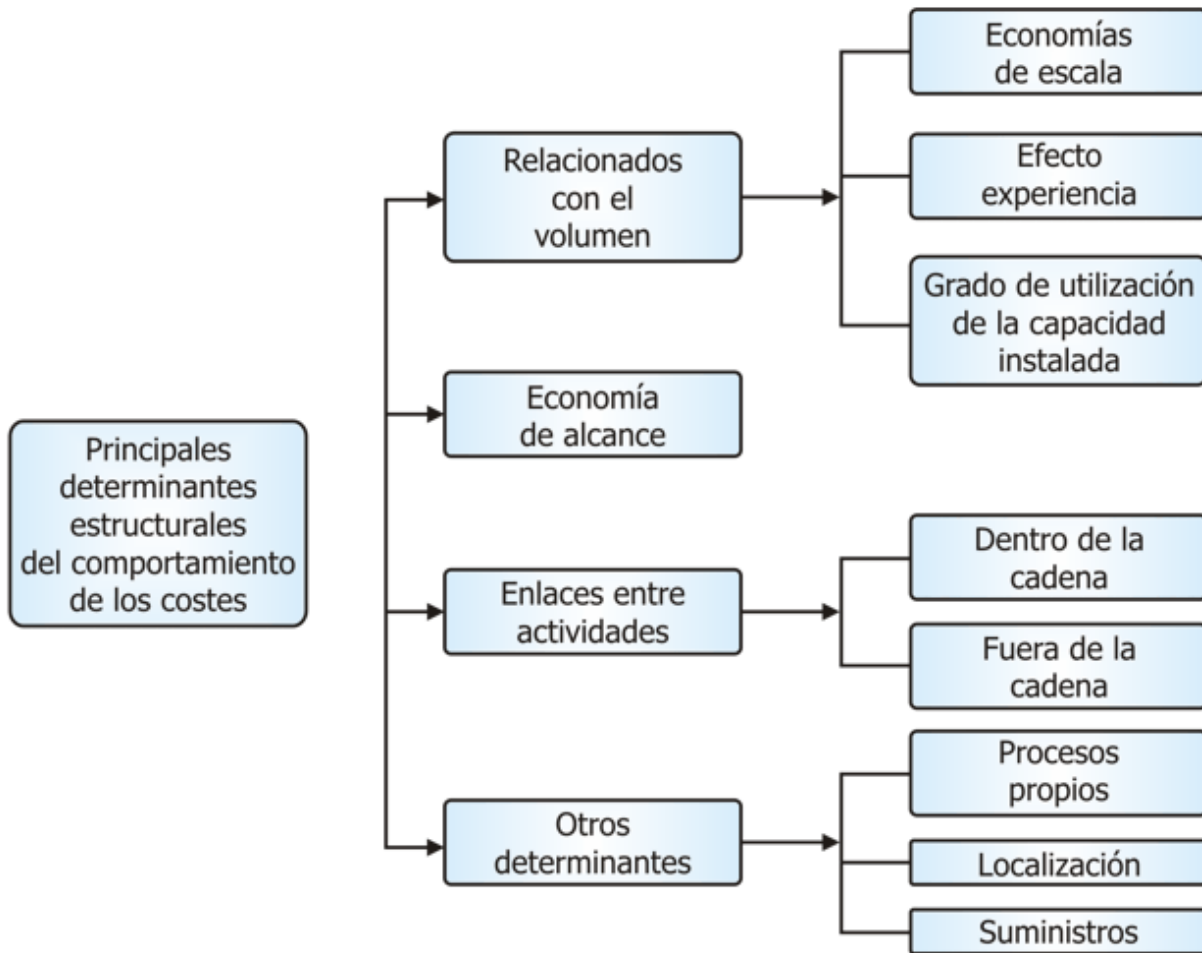 Principales
determinantes
estructurales
del comportamiento
de los costes
Relacionados
con el
volumen
Economías
de escala
Efecto
experiencia
Grado de utilización
de la capacidad
instalada
Economía
de alcance
Enlaces entre
actividades
Dentro de la
cadena
Fuera de la
cadena
Otros
determinantes
Procesos
propios
Localización
Suministros